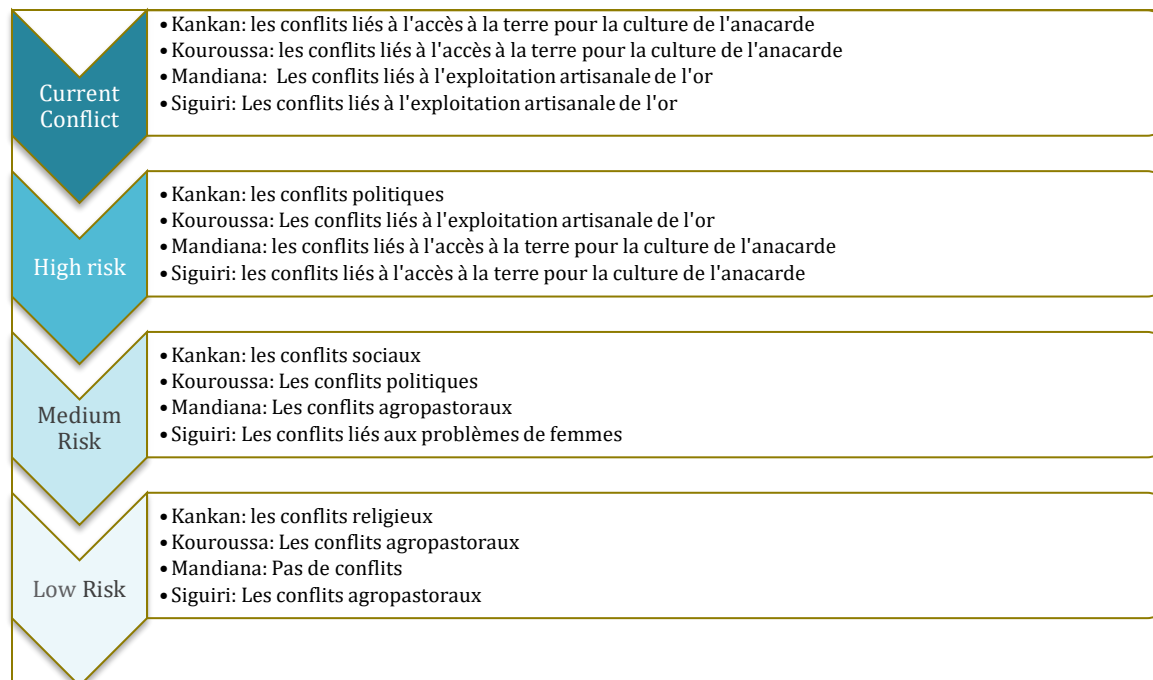 Current
Conflict
• Kankan: les conflits liés à l'accès à la terre pour la culture de l'anacarde
• Kouroussa: les conflits liés à l'accès à la terre pour la culture de l'anacarde
• Mandiana: Les conflits liés à l'exploitation artisanale de l'or
• Siguiri: Les conflits liés à l'exploitation artisanale de l'or
High risk
• Kankan: les conflits politiques
• Kouroussa: Les conflits liés à l'exploitation artisanale de l'or
• Mandiana: les conflits liés à l'accès à la terre pour la culture de l'anacarde
• Siguiri: les conflits liés à l'accès à la terre pour la culture de l'anacarde
Medium
Risk
• Kankan: les conflits sociaux
• Kouroussa: Les conflits politiques
• Mandiana: Les conflits agropastoraux
• Siguiri: Les conflits liés aux problèmes de femmes
Low Risk
• Kankan: les conflits religieux
• Kouroussa: Les conflits agropastoraux
• Mandiana: Pas de conflits
• Siguiri: Les conflits agropastoraux